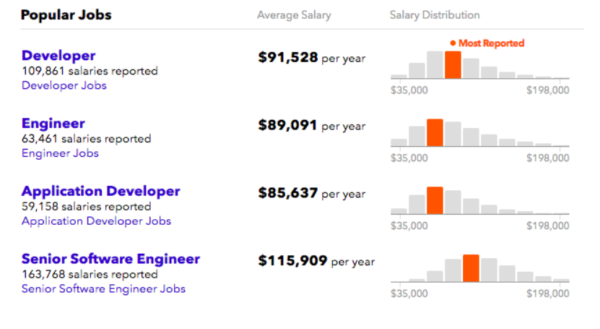 Popular Jobs Average Salary Salary Distribution
• Most Reported
Developer $91,528 per year
109,861 salaries reported
Developer Jobs $35,000 $198,000
Engineer $89,091 per year
63,461 salaries reported
Engineer Jobs $35,000 $198,000
Application Developer $85,637 per year
59,158 salaries reported
Application Developer Jobs $35,000 $198,000
Senior Software Engineer $115,909 per year
163,768 salaries reported
Senior Software Engineer Jobs $35,000 $198,000